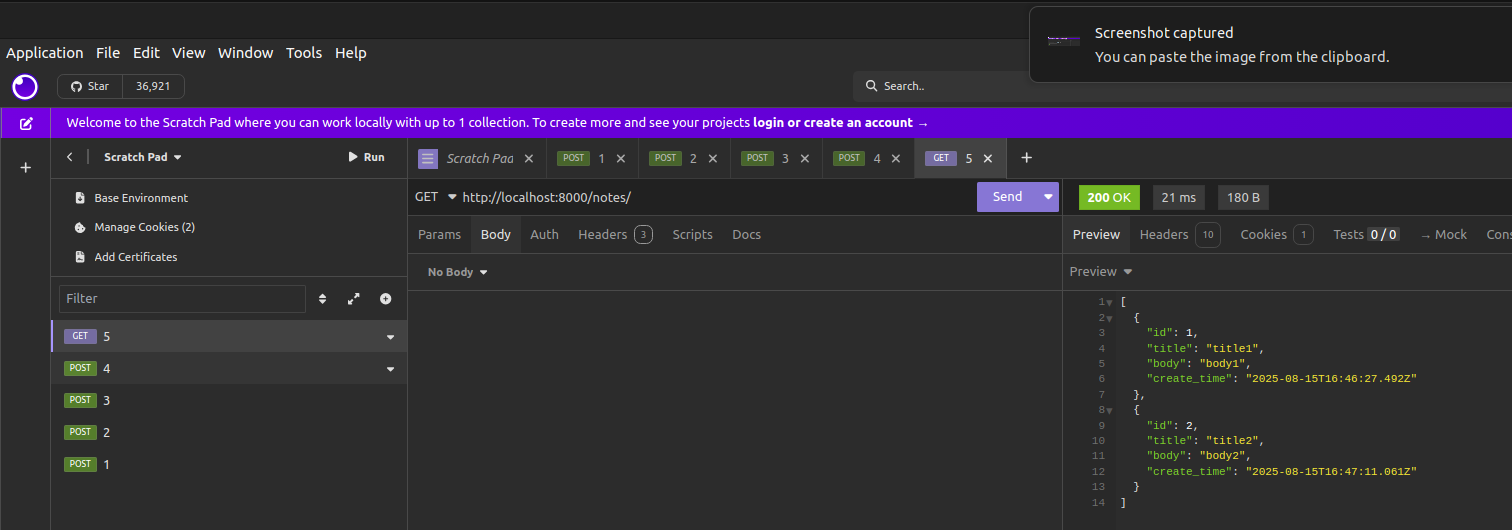 Screenshot captured
You can paste the image from the clipboard.
Application File Edit View Window Tools Help
Star 36,921
Search..
Welcome to the Scratch Pad where you can work locally with up to 1 collection. To create more and see your projects login or create an account →
Scratch Pad Run
Scratch Pad POST 1 POST 2 POST 3 POST 4 GET 5
Base Environment
Manage Cookies (2)
Add Certificates
Filter
GET 5
POST 4
POST 3
POST 2
POST 1
GET http://localhost:8000/notes/ Send
Params Body Auth Headers 3 Scripts Docs
No Body
200 OK 21 ms 180 B
Preview Headers 10 Cookies 1 Tests 0 / 0 → Mock Cons
Preview
1 [
2 {
3 "id": 1,
4 "title": "title1",
5 "body": "body1",
6 "create_time": "2025-08-15T16:46:27.492Z"
7 },
8 {
9 "id": 2,
10 "title": "title2",
11 "body": "body2",
12 "create_time": "2025-08-15T16:47:11.061Z"
13 }
14 ]